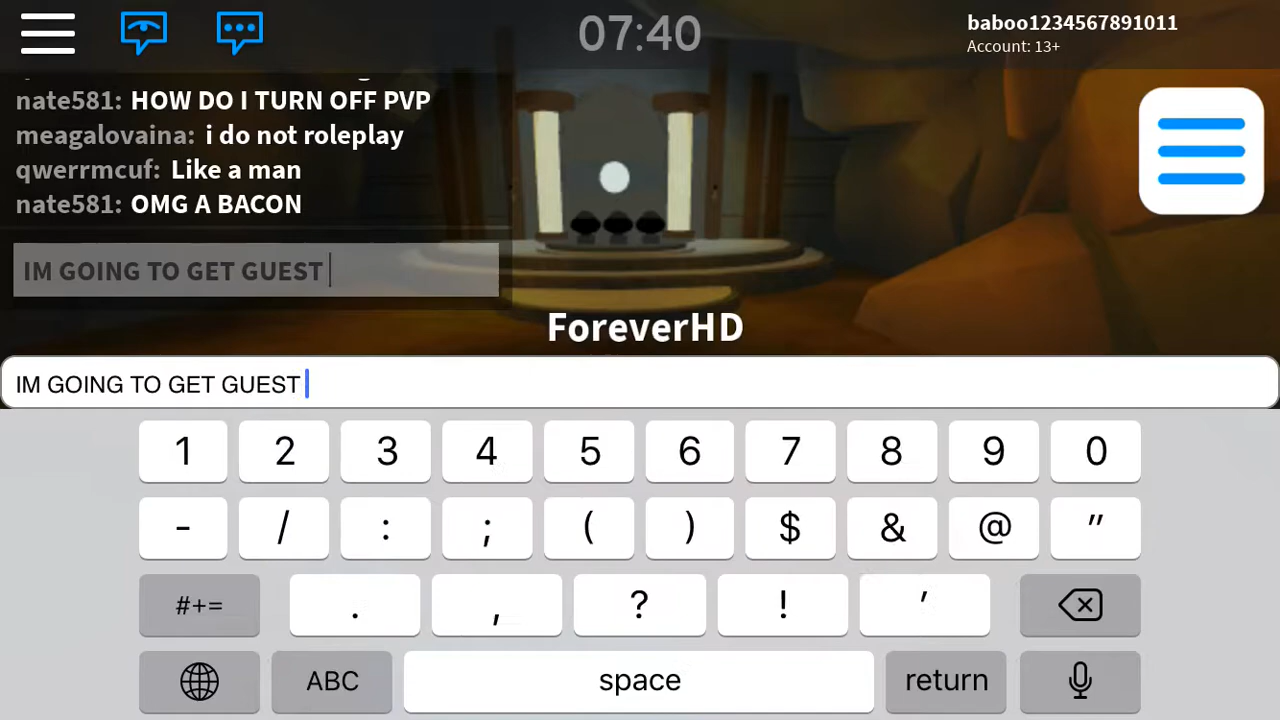 07:40
baboo1234567891011
Account: 13+
nate581: HOW DO I TURN OFF PVP
meagalovaina: i do not roleplay
qwerrmcuf: Like a man
nate581: OMG A BACON
IM GOING TO GET GUEST
ForeverHD
IM GOING TO GET GUEST
1 2 3 4 5 6 7 8 9 0
- / : ; ( ) $ & @ "
#+= . , ? ! '
ABC space return